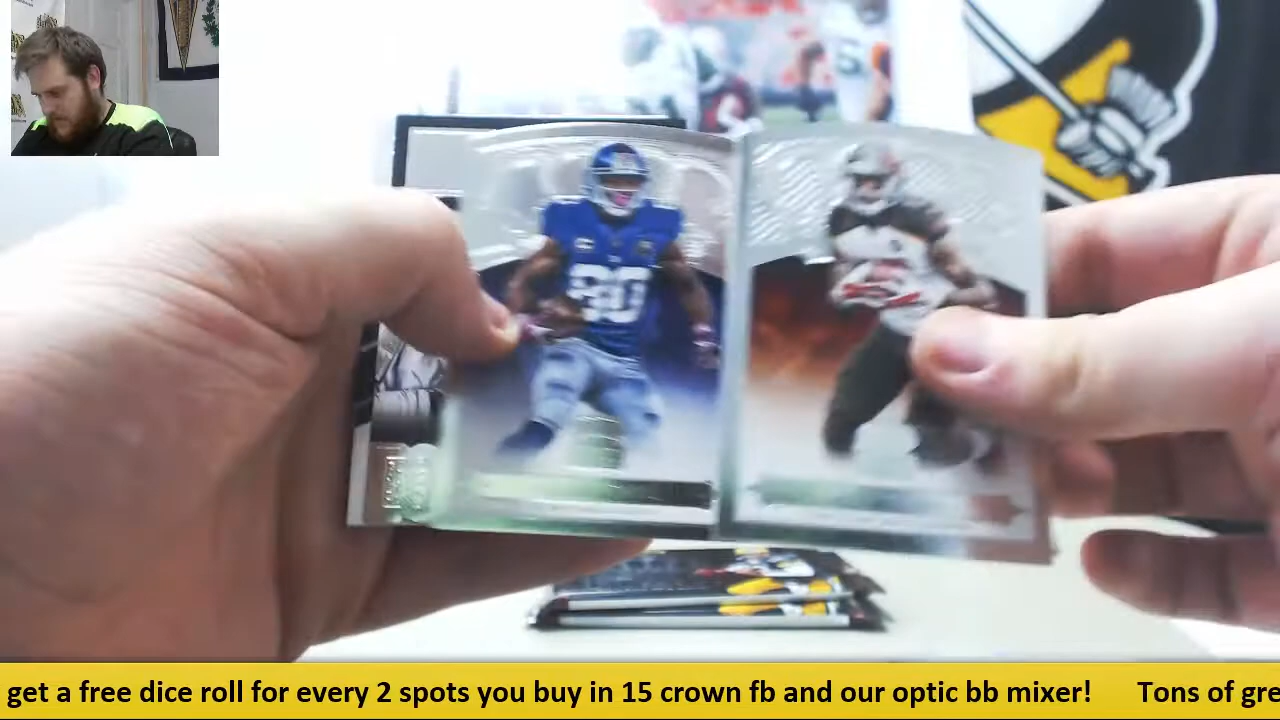 80
get a free dice roll for every 2 spots you buy in 15 crown fb and our optic bb mixer! Tons of gre